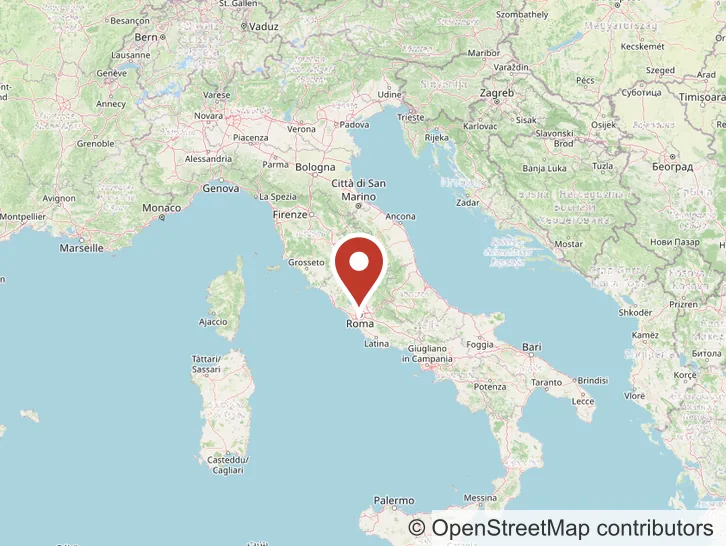 Besançon
St.Gallen
Bern
Vaduz
Szombathely
Kecskemét
Lausanne
Maribor
Szeged
Arad
Genève
Varaždin
Pécs
Udine
Zagreb
Суботица
Timișoara
Annecy
Varese
Trieste
Novara
Verona
Padova
Rijeka
Karlovac
Sisak
Osijek
Piacenza
Slavonski
Brod
Grenoble
Alessandria
Parma
Bologna
Banja Luka
Tuzla
Београд
Genova
Città di San
Marino
Avignon
La Spezia
Zadar
Monaco
Firenze
Ancona
Montpellier
Marseille
Mostar
Нови Пазар
Grosseto
Prizren
Shkodër
Ajaccio
Roma
Këmëz
Latina
Giugliano
in Campania
Foggia
Bari
Битола
Tàttari/
Sassari
Potenza
Taranto
Brindisi
Vlorë
Lecce
Casteddu/
Cagliari
Palermo
Messina
© OpenStreetMap contributors